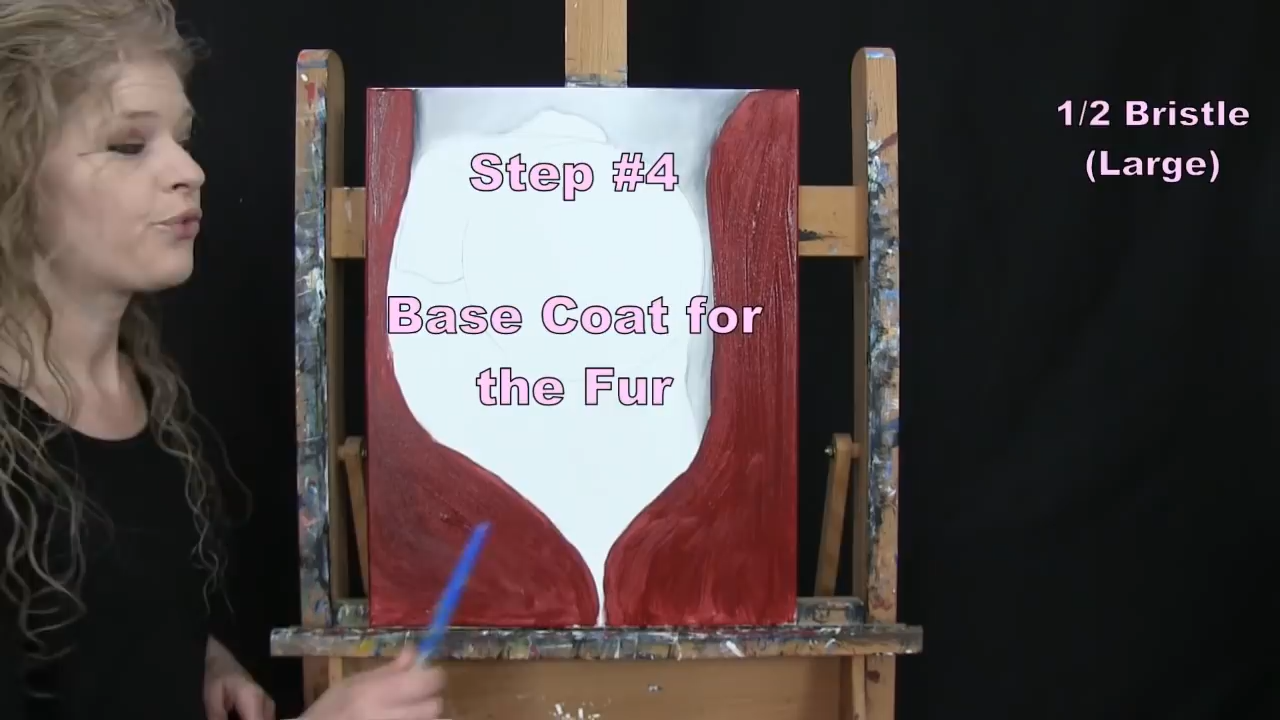 1/2 Bristle
(Large)
Step #4
Base Coat for
the Fur